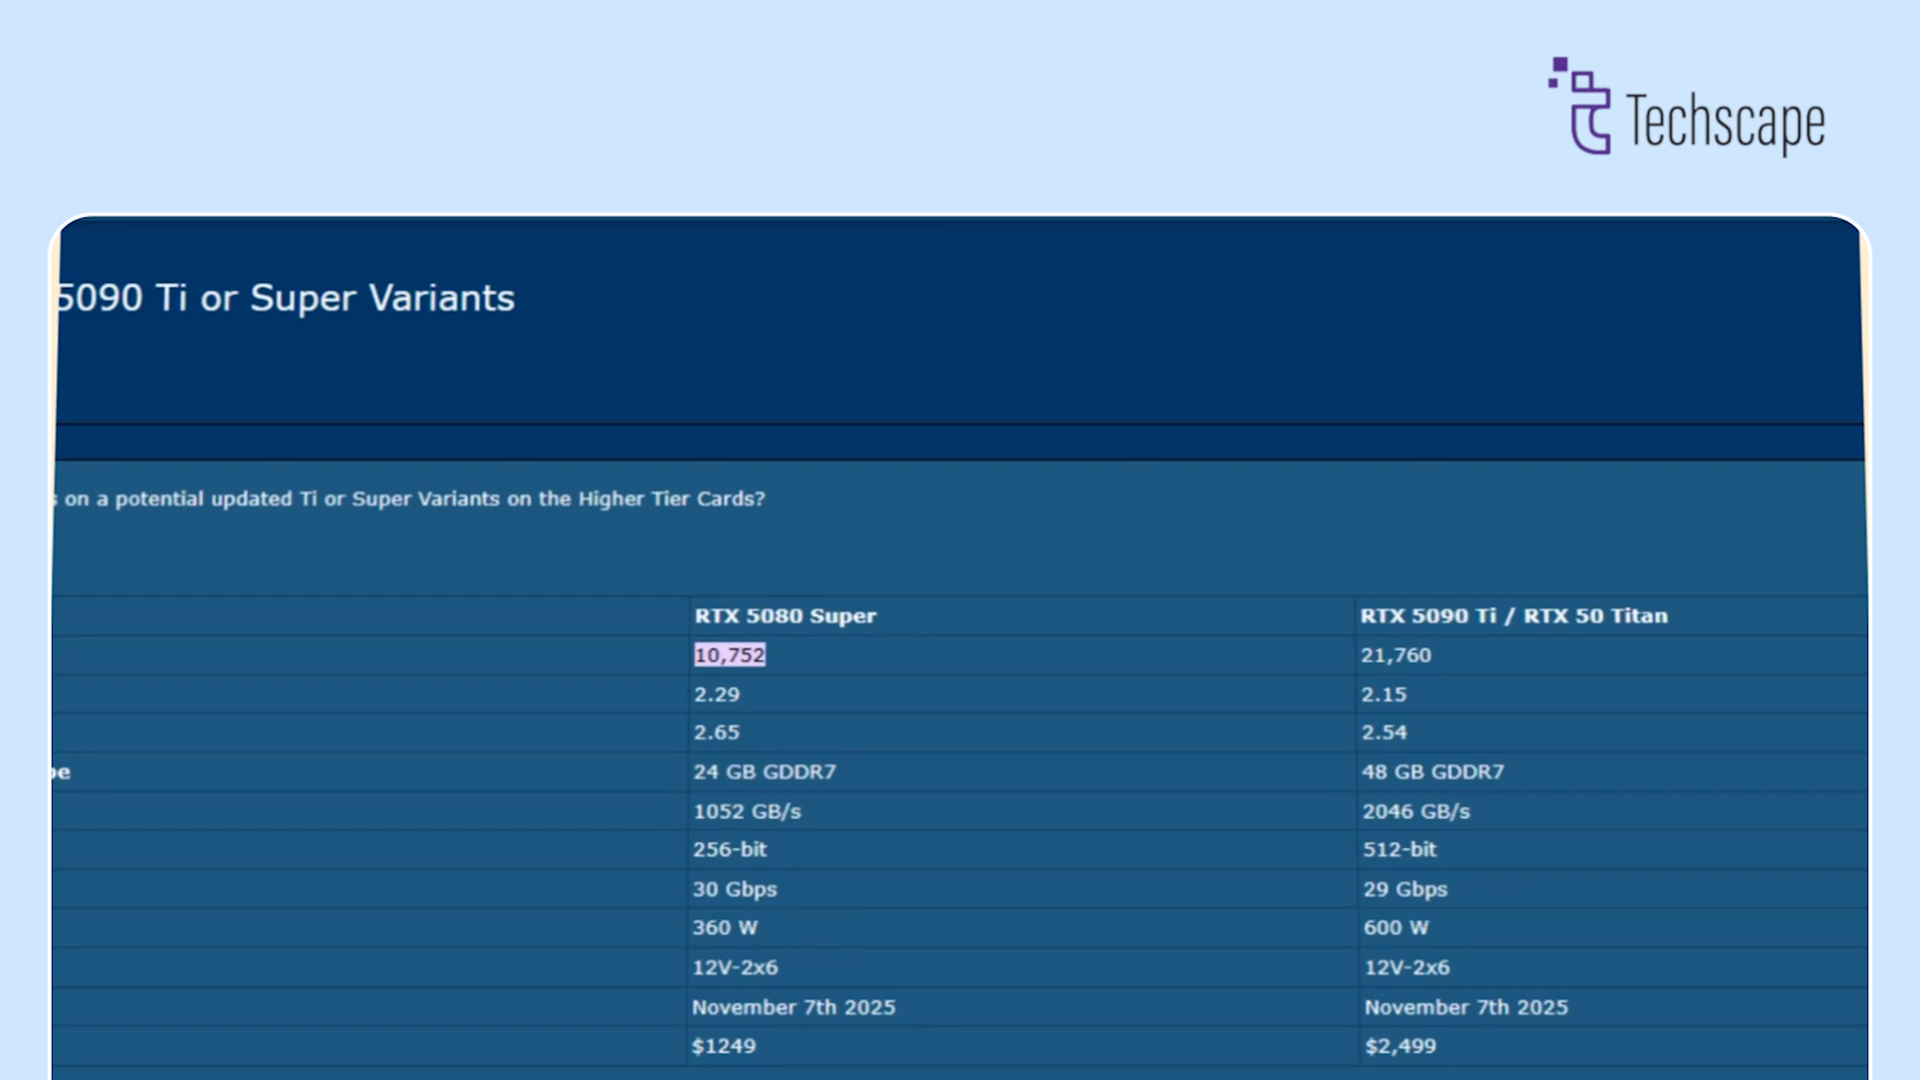 Techscape
5090 Ti or Super Variants
on a potential updated Ti or Super Variants on the Higher Tier Cards?
RTX 5080 Super RTX 5090 Ti / RTX 50 Titan
10,752 21,760
2.29 2.15
2.65 2.54
24 GB GDDR7 48 GB GDDR7
1052 GB/s 2046 GB/s
256-bit 512-bit
30 Gbps 29 Gbps
360 W 600 W
12V-2x6 12V-2x6
November 7th 2025 November 7th 2025
$1249 $2,499